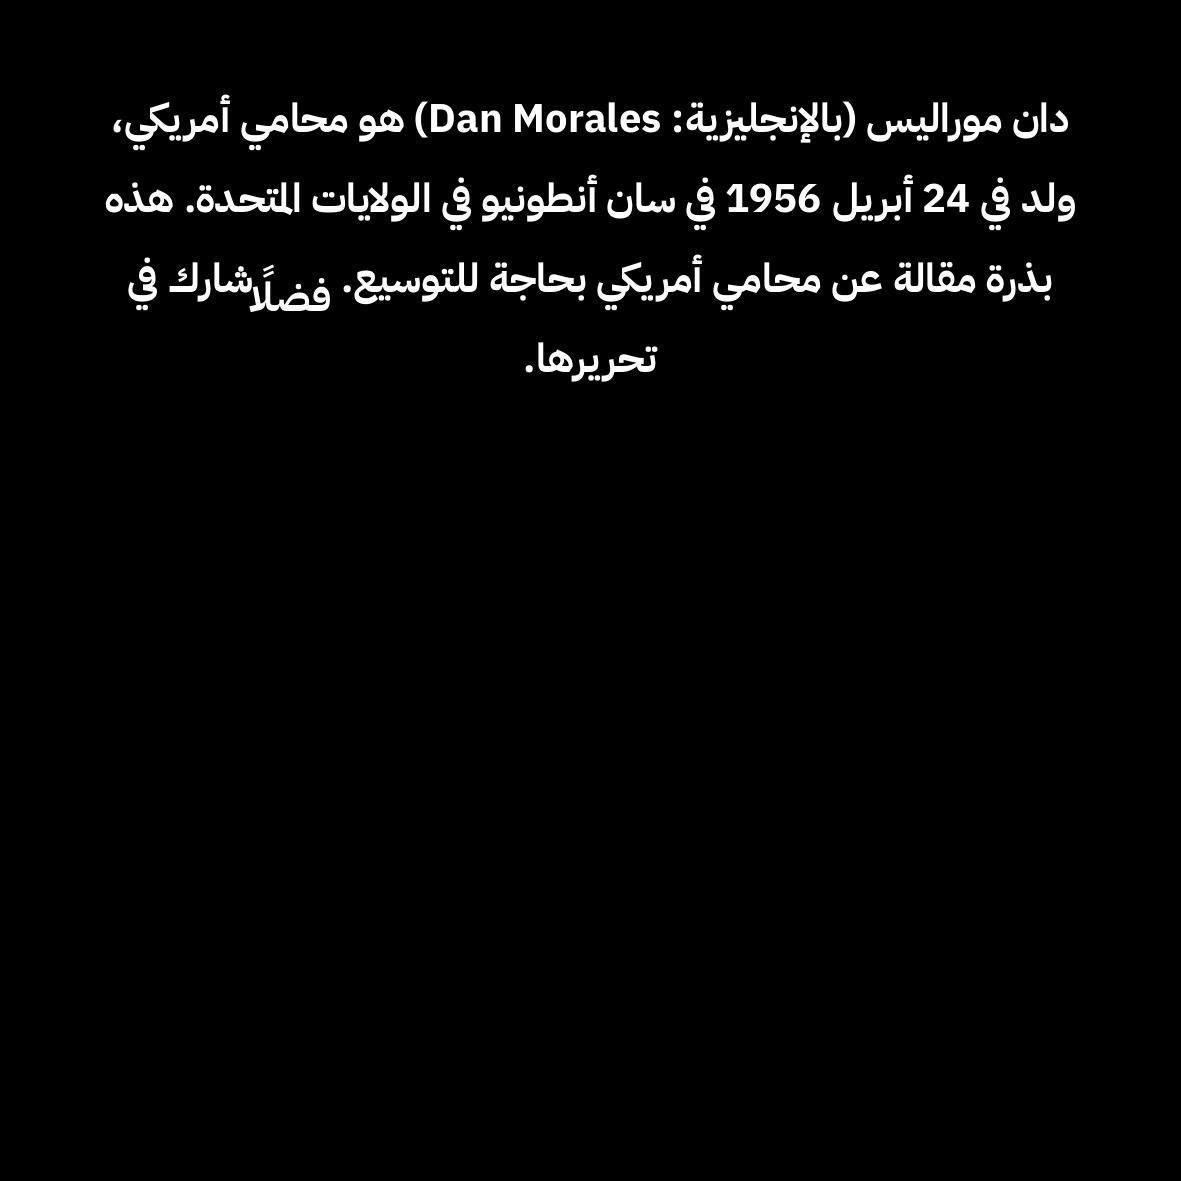 دان موراليس (بالإنجليزية: Dan Morales) هو محامي أمريكي،
ولد في 24 أبريل 1956 في سان أنطونيو في الولايات المتحدة. هذه
بذرة مقالة عن محامي أمريكي بحاجة للتوسيع. فضلًا شارك في
تحريرها.